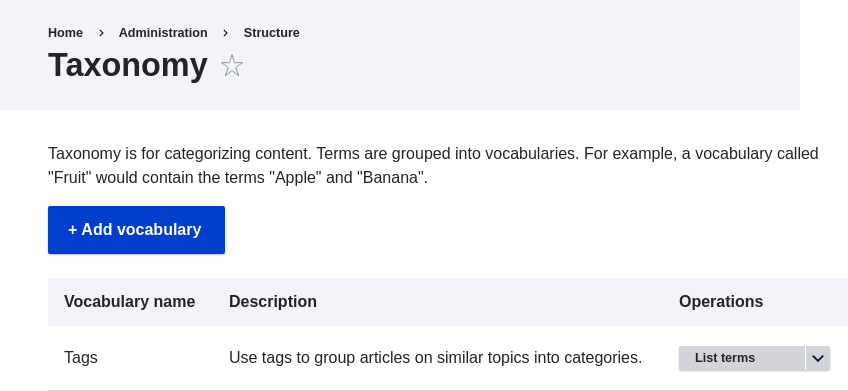 Home > Administration > Structure
Taxonomy
Taxonomy is for categorizing content. Terms are grouped into vocabularies. For example, a vocabulary called
"Fruit" would contain the terms "Apple" and "Banana".
+ Add vocabulary
Vocabulary name Description Operations
Tags Use tags to group articles on similar topics into categories. List terms